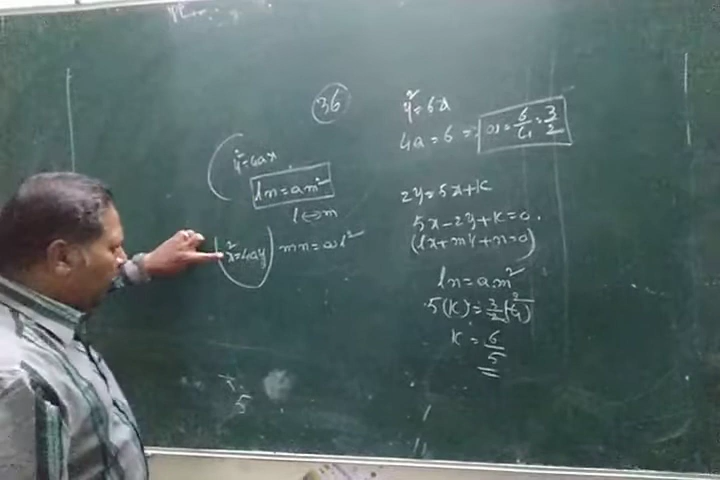 36
y² = 4ax
ln = am²
l ↔ m
x² = 4ay mn = al²
y² = 6x
4a = 6 ⇒ a = 6/4 = 3/2
2y = 5x + k
5x - 2y + k = 0.
(lx + my + n = 0)
ln = am²
5(k) = 3/2 (4)
k = 6/5